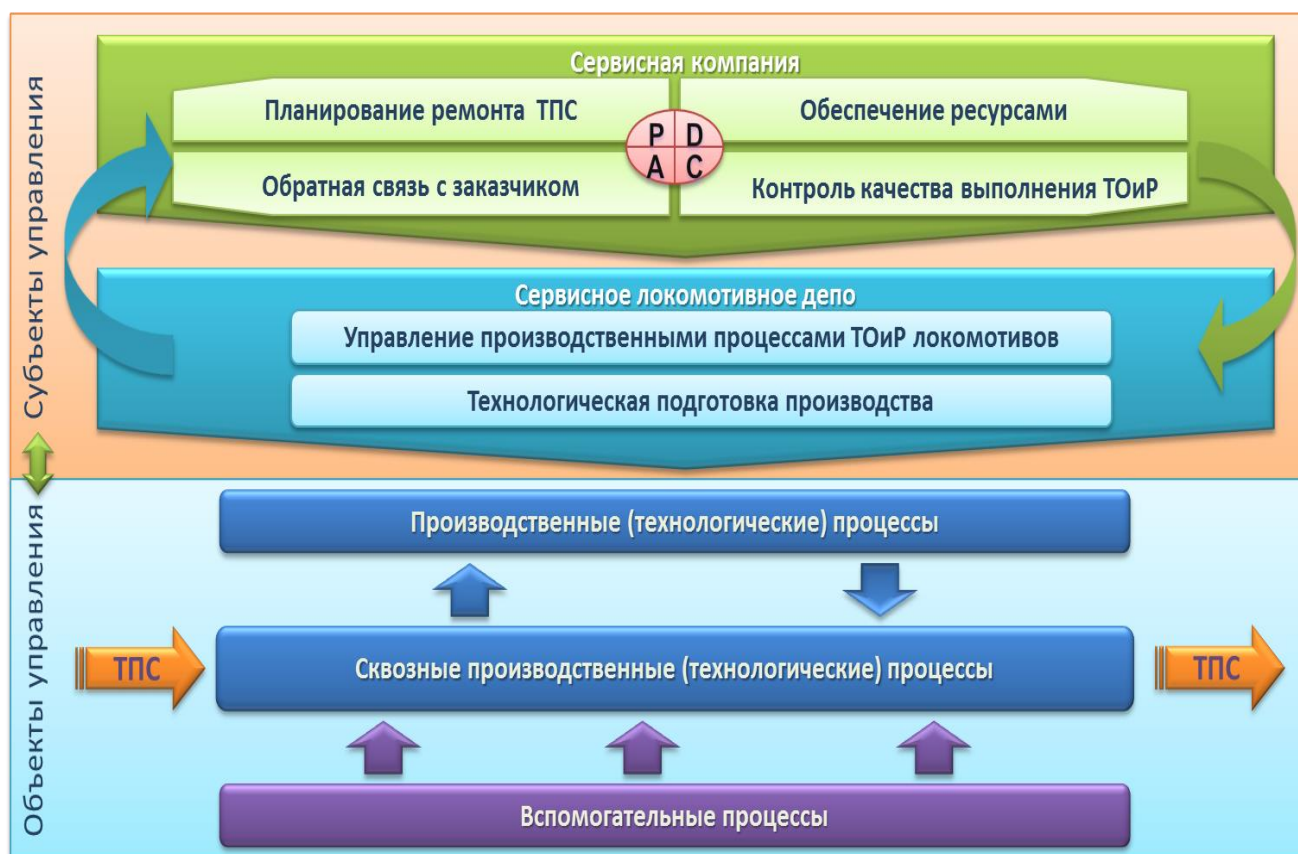 Субъекты управления
Сервисная компания
Планирование ремонта ТПС
Обеспечение ресурсами
P D
A C
Обратная связь с заказчиком
Контроль качества выполнения ТОиР
Сервисное локомотивное депо
Управление производственными процессами ТОиР локомотивов
Технологическая подготовка производства
Объекты управления
Производственные (технологические) процессы
ТПС
Сквозные производственные (технологические) процессы
ТПС
Вспомогательные процессы